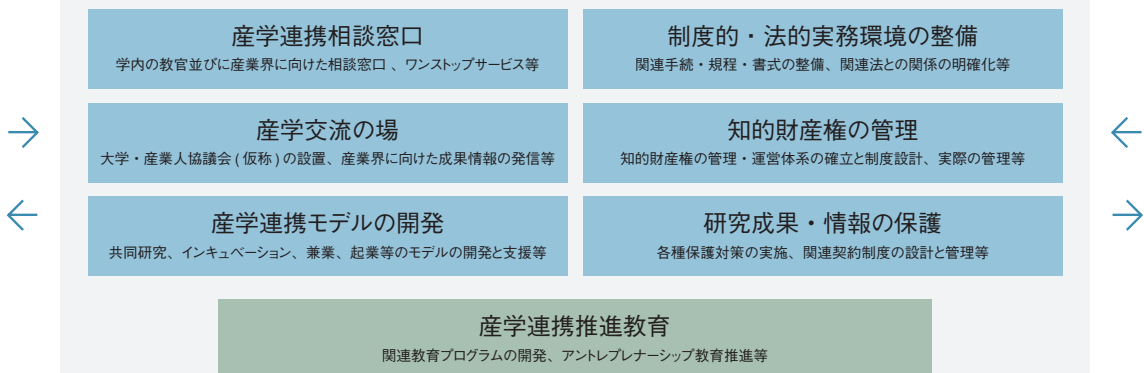 産学連携相談窓口
学内の教官並びに産業界に向けた相談窓口、ワンストップサービス等
制度的・法的実務環境の整備
関連手続・規程・書式の整備、関連法との関係の明確化等
産学交流の場
大学・産業人協議会(仮称)の設置、産業界に向けた成果情報の発信等
知的財産権の管理
知的財産権の管理・運営体系の確立と制度設計、実際の管理等
産学連携モデルの開発
共同研究、インキュベーション、兼業、起業等のモデルの開発と支援等
研究成果・情報の保護
各種保護対策の実施、関連契約制度の設計と管理等
産学連携推進教育
関連教育プログラムの開発、アントレプレナーシップ教育推進等